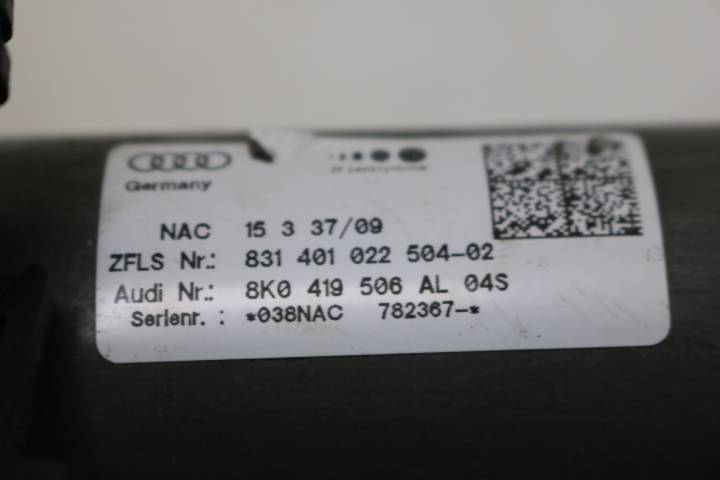 Germany
NAC 15 3 37/09
ZFLS Nr.: 831 401 022 504-02
Audi Nr.: 8K0 419 506 AL 04S
Serienr. : *038NAC 782367-*